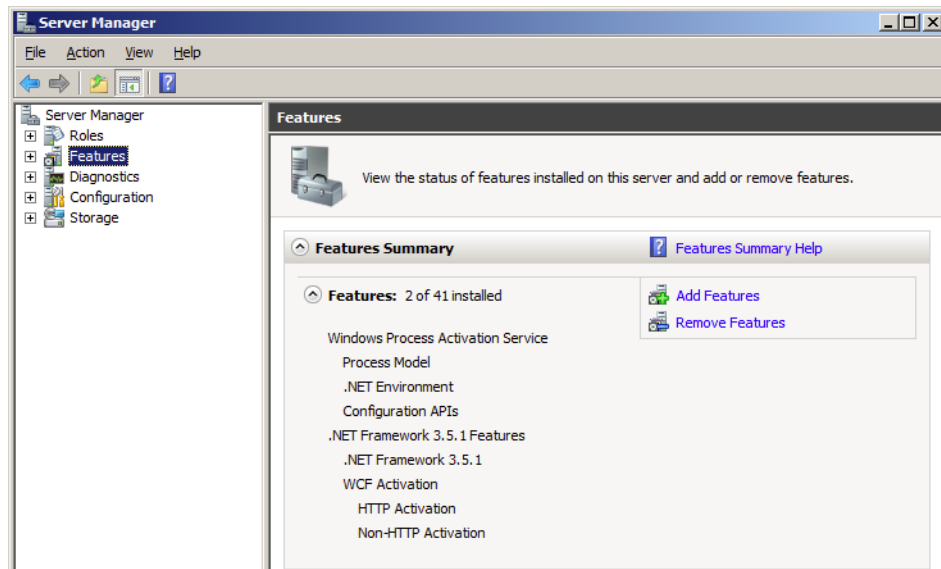 Server Manager
File Action View Help
Server Manager
Roles
Features
Diagnostics
Configuration
Storage
Features
View the status of features installed on this server and add or remove features.
Features Summary
Features Summary Help
Features: 2 of 41 installed
Add Features
Remove Features
Windows Process Activation Service
Process Model
.NET Environment
Configuration APIs
.NET Framework 3.5.1 Features
.NET Framework 3.5.1
WCF Activation
HTTP Activation
Non-HTTP Activation